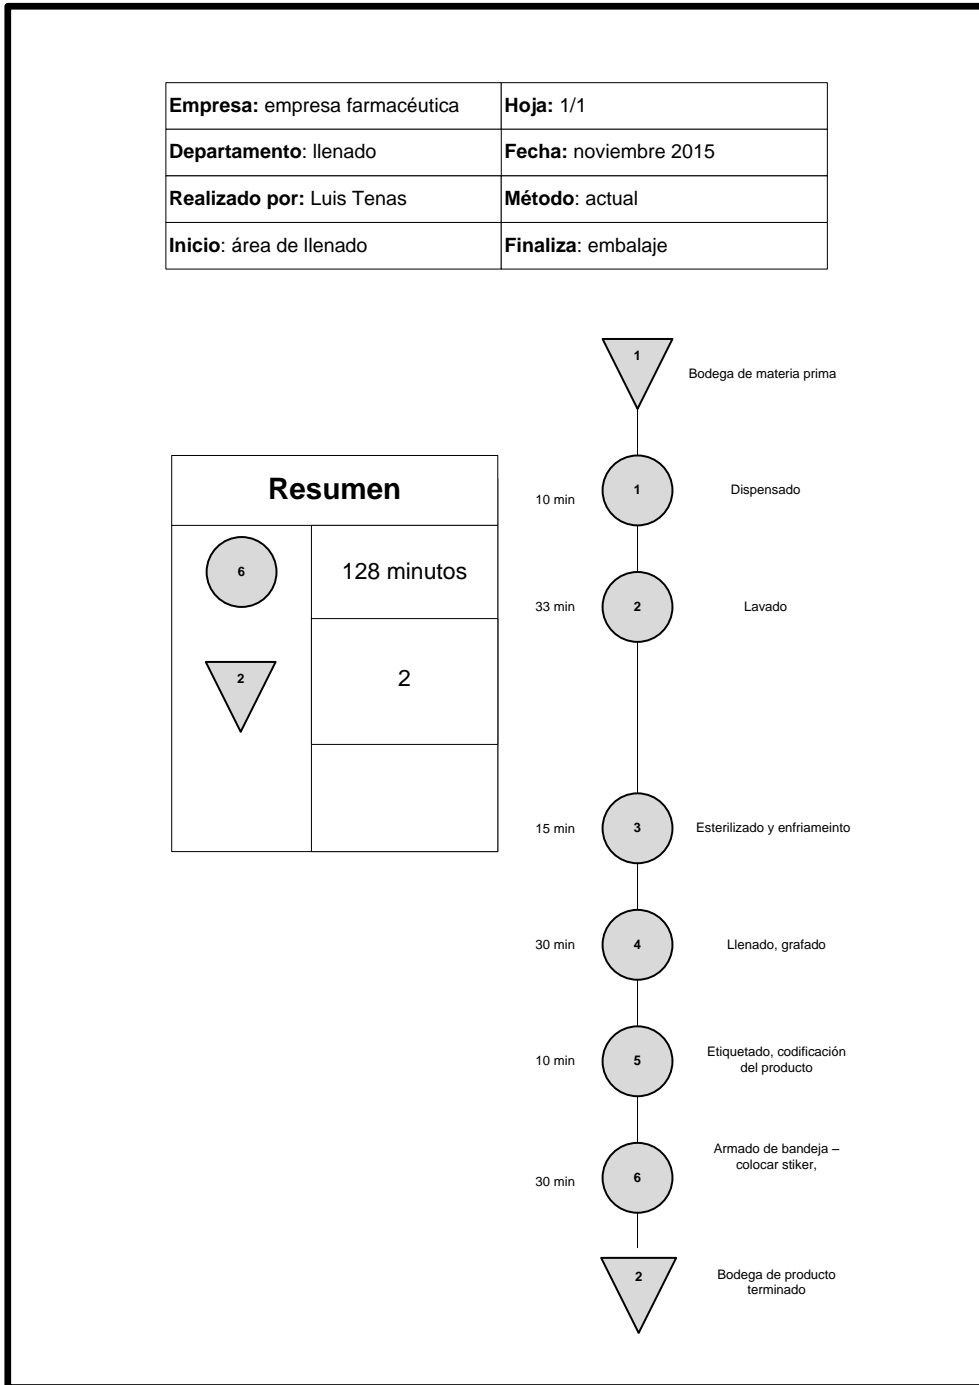 Empresa: empresa farmacéutica
Hoja: 1/1
Departamento: llenado
Fecha: noviembre 2015
Realizado por: Luis Tenas
Método: actual
Inicio: área de llenado
Finaliza: embalaje
1
Bodega de materia prima
Resumen
6
128 minutos
2
2
10 min
1
Dispensado
33 min
2
Lavado
15 min
3
Esterilizado y enfriameinto
30 min
4
Llenado, grafado
10 min
5
Etiquetado, codificación
del producto
30 min
6
Armado de bandeja –
colocar stiker,
2
Bodega de producto
terminado